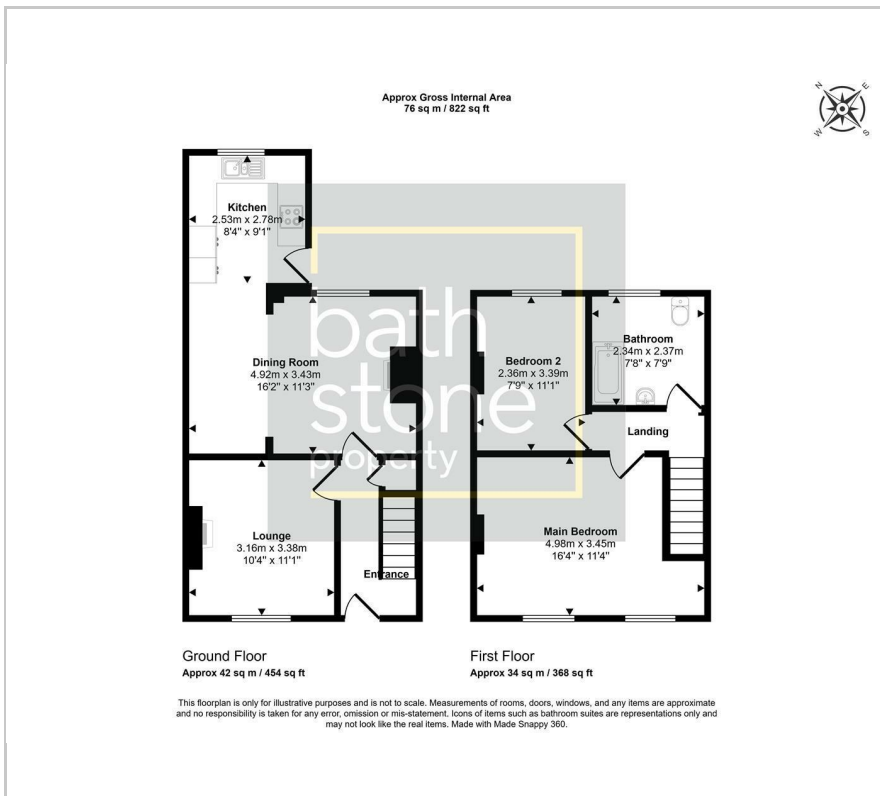 Approx Gross Internal Area
76 sq m / 822 sq ft
N
E
W
S
Kitchen
2.53m x 2.78m
8'4" x 9'1"
Dining Room
4.92m x 3.43m
16'2" x 11'3"
Lounge
3.16m x 3.38m
10'4" x 11'1"
Entrance
Bedroom 2
2.36m x 3.39m
7'9" x 11'1"
Bathroom
2.34m x 2.37m
7'8" x 7'9"
Landing
Main Bedroom
4.98m x 3.45m
16'4" x 11'4"
bath
stone
property
Ground Floor
Approx 42 sq m / 454 sq ft
First Floor
Approx 34 sq m / 368 sq ft
This floorplan is only for illustrative purposes and is not to scale. Measurements of rooms, doors, windows, and any items are approximate
and no responsibility is taken for any error, omission or mis-statement. Icons of items such as bathroom suites are representations only and
may not look like the real items. Made with Made Snappy 360.